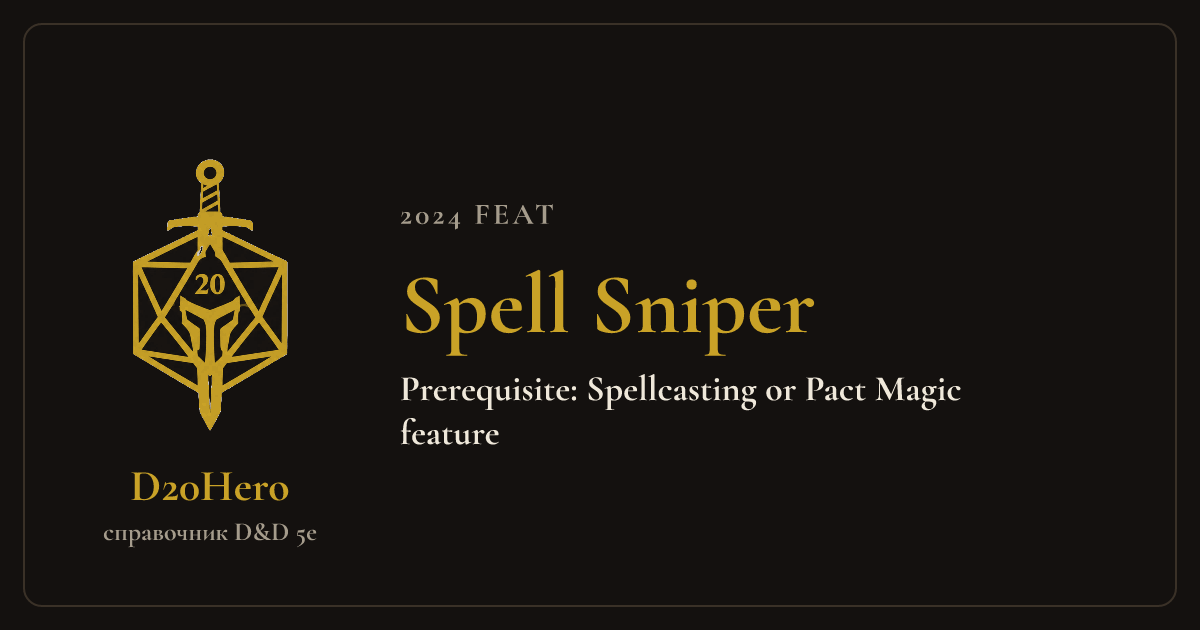 20
D20Hero
справочник D&D 5e
2024 FEAT
Spell Sniper
Prerequisite: Spellcasting or Pact Magic
feature